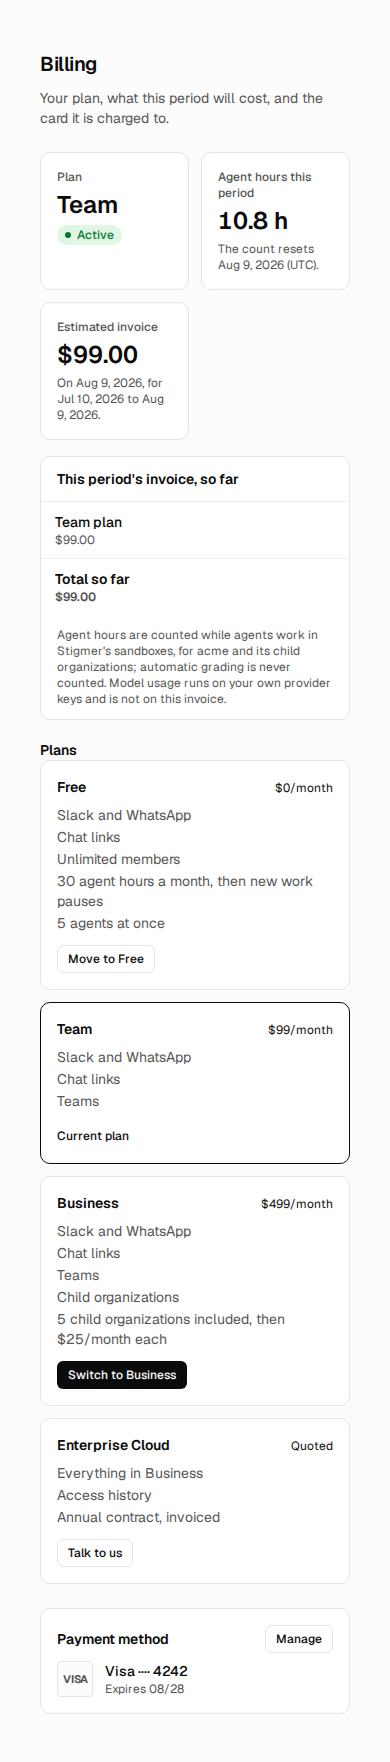 Billing
Your plan, what this period will cost, and the
card it is charged to.
Plan
Team
Active
Agent hours this
period
10.8 h
The count resets
Aug 9, 2026 (UTC).
Estimated invoice
$99.00
On Aug 9, 2026, for
Jul 10, 2026 to Aug
9, 2026.
This period's invoice, so far
Team plan
$99.00
Total so far
$99.00
Agent hours are counted while agents work in
Stigmer's sandboxes, for acme and its child
organizations; automatic grading is never
counted. Model usage runs on your own provider
keys and is not on this invoice.
Plans
Free $0/month
Slack and WhatsApp
Chat links
Unlimited members
30 agent hours a month, then new work
pauses
5 agents at once
Move to Free
Team $99/month
Slack and WhatsApp
Chat links
Teams
Current plan
Business $499/month
Slack and WhatsApp
Chat links
Teams
Child organizations
5 child organizations included, then
$25/month each
Switch to Business
Enterprise Cloud Quoted
Everything in Business
Access history
Annual contract, invoiced
Talk to us
Payment method Manage
VISA
Visa ···· 4242
Expires 08/28